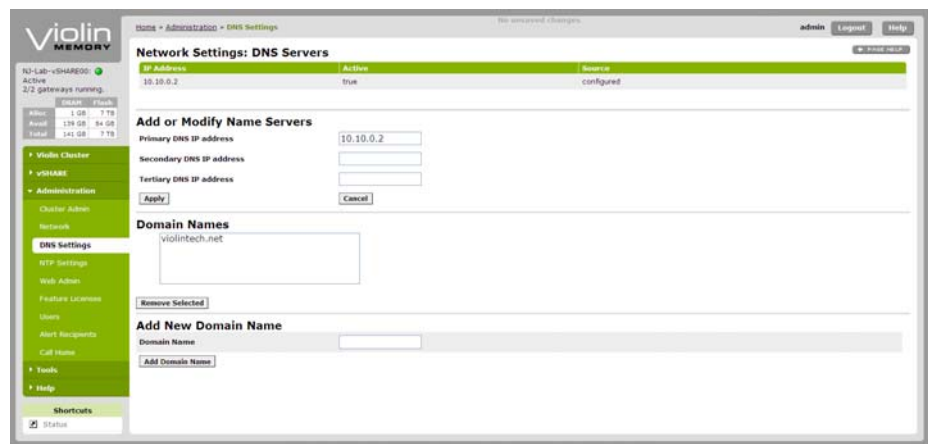 violin
MEMORY
Home » Administration » DNS Settings
No unsaved changes
admin
Logout
Help
PAGE HELP
NJ-Lab-vSHARE00:
Active
2/2 gateways running.
DRAM Flash
Alloc 1 GB 7 TB
Avail 139 GB 84 GB
Total 141 GB 7 TB
Violin Cluster
vSHARE
Administration
Cluster Admin
Network
DNS Settings
NTP Settings
Web Admin
Feature Licenses
Users
Alert Recipients
Call Home
Tools
Help
Shortcuts
Status
Network Settings: DNS Servers
IP Address Active Source
10.10.0.2 true configured
Add or Modify Name Servers
Primary DNS IP address 10.10.0.2
Secondary DNS IP address
Tertiary DNS IP address
Apply Cancel
Domain Names
violintech.net
Remove Selected
Add New Domain Name
Domain Name
Add Domain Name